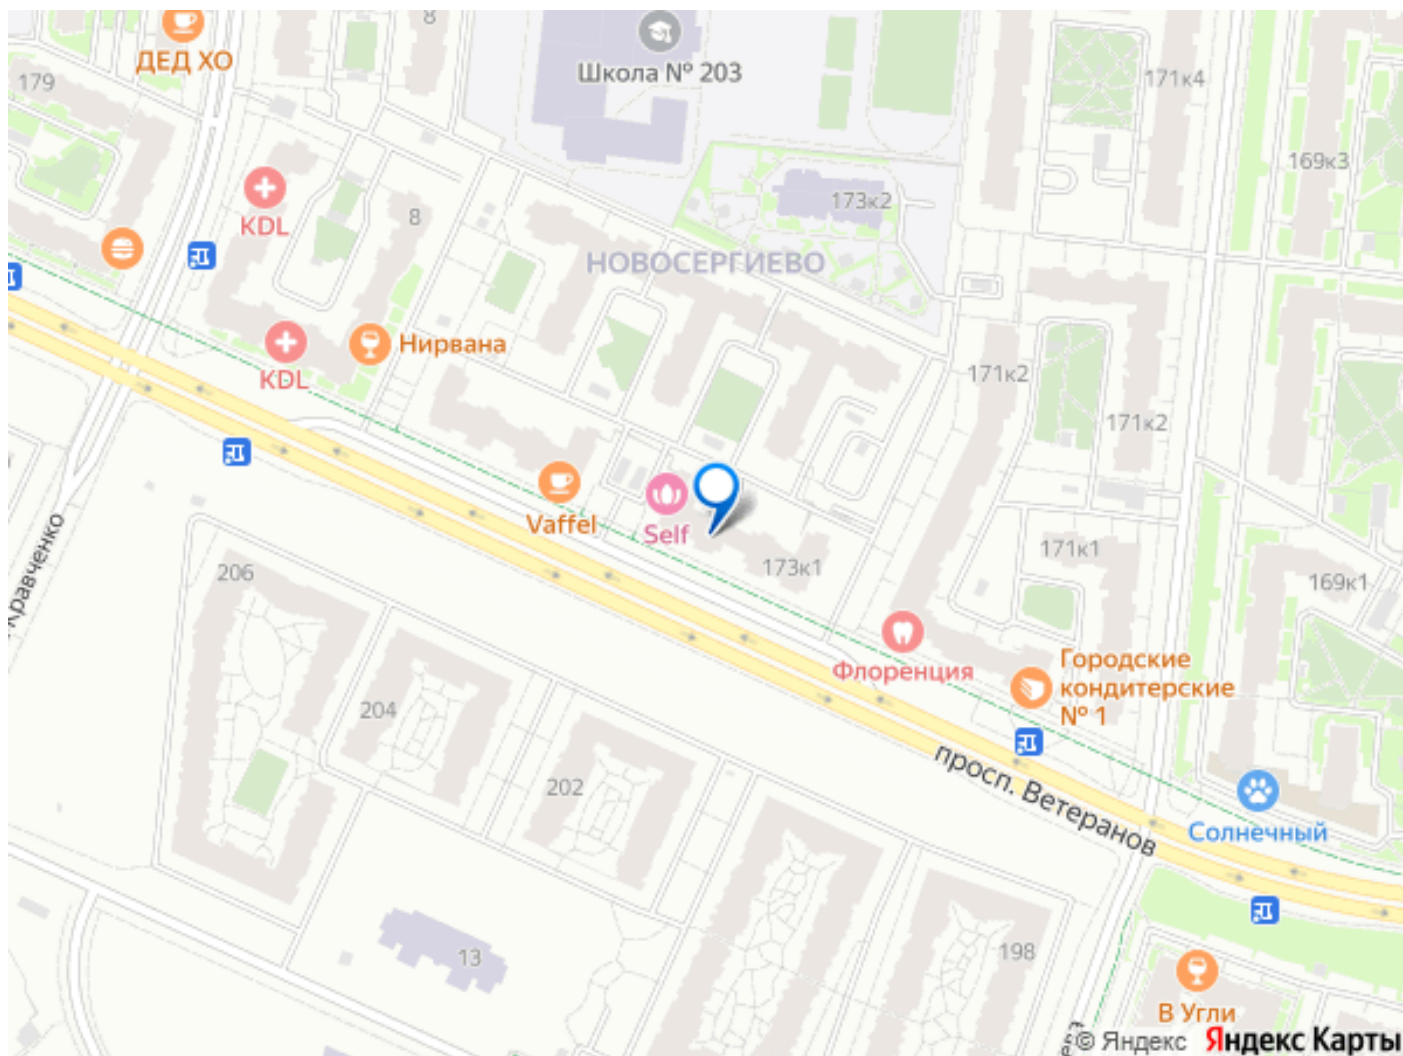 8
ДЕД ХО
Школа № 203
179
171к4
169к3
KDL
8
173к2
НОВОСЕРГИЕВО
Нирвана
KDL
171к2
171к2
Vaffel
Self
173к1
171к1
169к1
Кравченко
206
Флоренция
Городские
кондитерские
№ 1
204
202
просп. Ветеранов
Солнечный
13
198
В Угли
© Яндекс Яндекс Карты